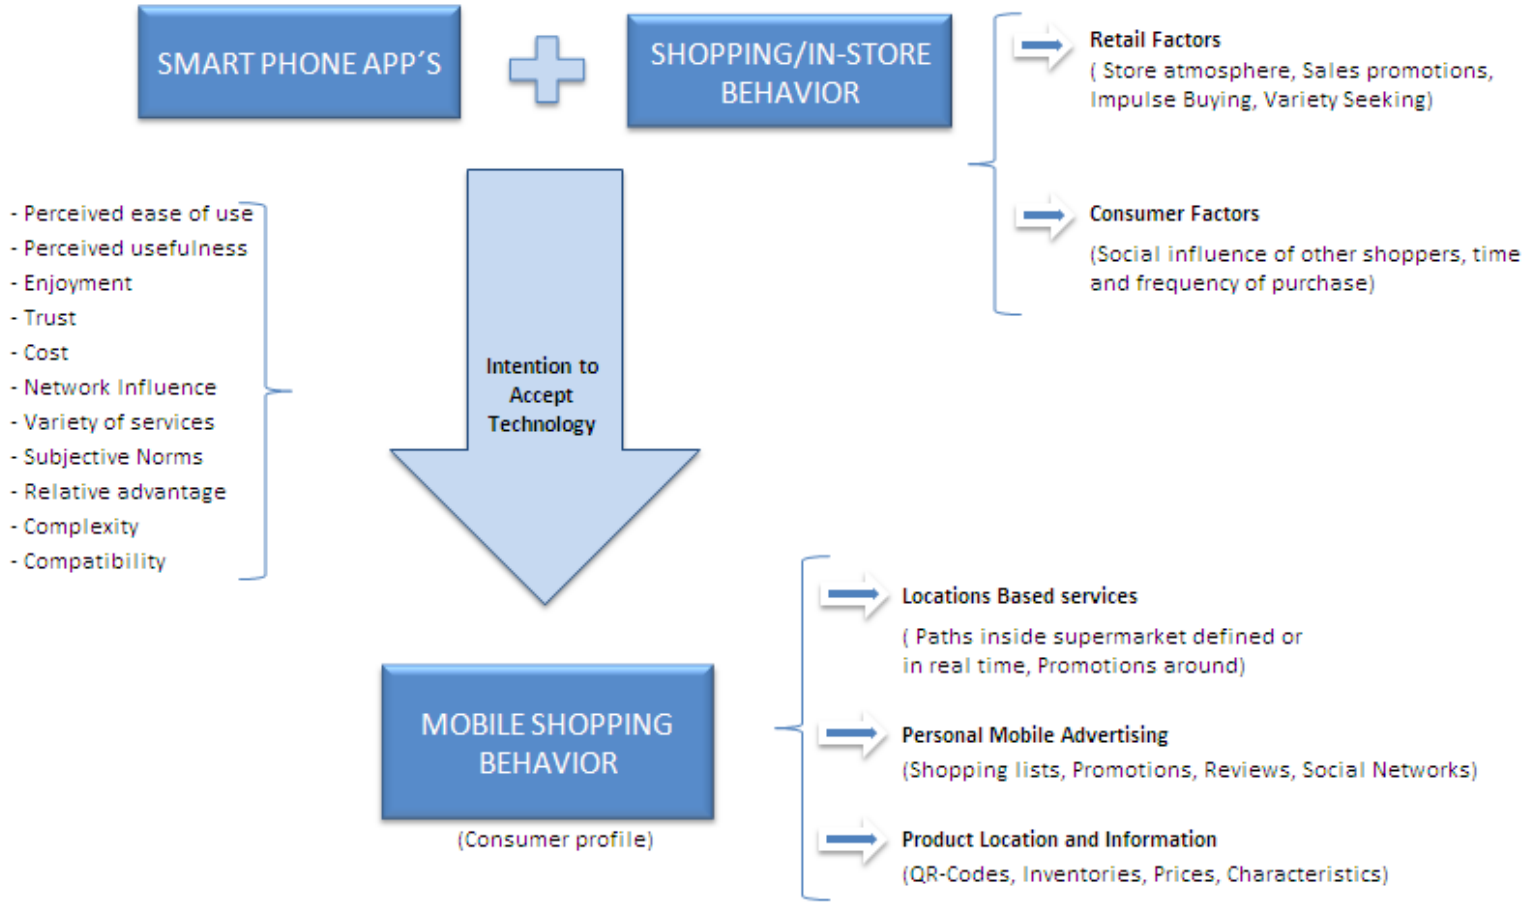 SMART PHONE APP´S
SHOPPING/IN-STORE
BEHAVIOR
Retail Factors
( Store atmosphere, Sales promotions,
Impulse Buying, Variety Seeking)
Consumer Factors
(Social influence of other shoppers, time
and frequency of purchase)
- Perceived ease of use
- Perceived usefulness
- Enjoyment
- Trust
- Cost
- Network Influence
- Variety of services
- Subjective Norms
- Relative advantage
- Complexity
- Compatibility
Intention to
Accept
Technology
MOBILE SHOPPING
BEHAVIOR
(Consumer profile)
Locations Based services
( Paths inside supermarket defined or
in real time, Promotions around)
Personal Mobile Advertising
(Shopping lists, Promotions, Reviews, Social Networks)
Product Location and Information
(QR-Codes, Inventories, Prices, Characteristics)